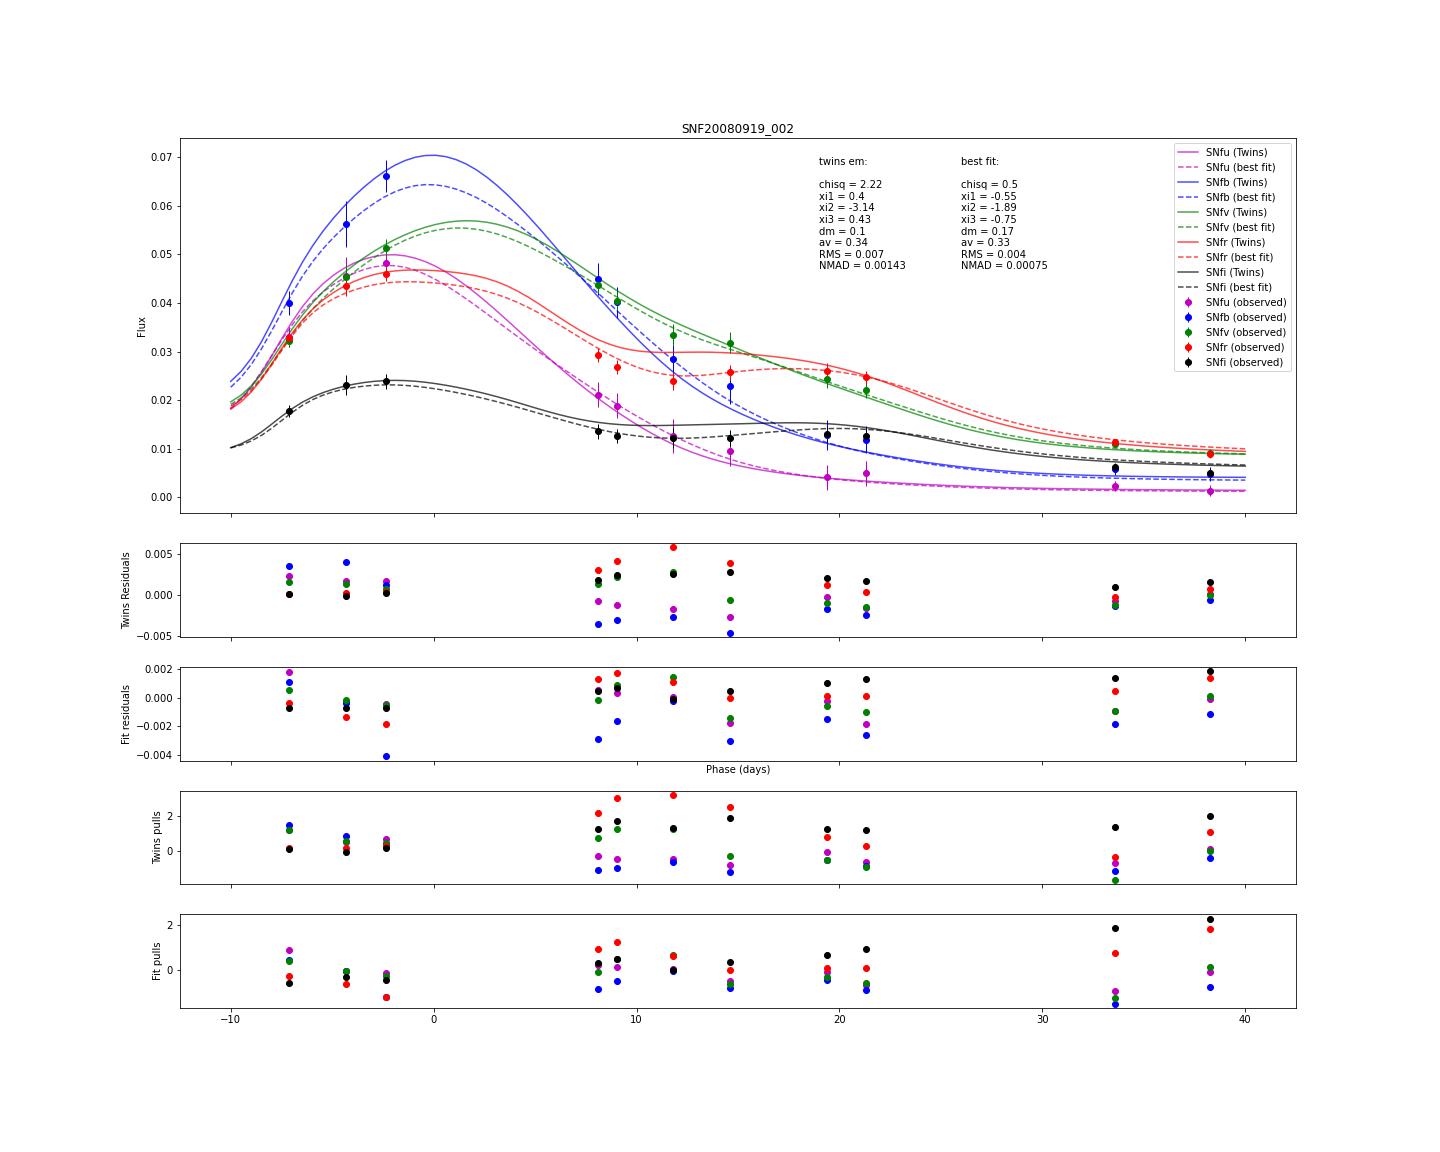 SNF20080919_002
Flux
0.07
0.06
0.05
0.04
0.03
0.02
0.01
0.00
twins em:
chisq = 2.22
xi1 = 0.4
xi2 = -3.14
xi3 = 0.43
dm = 0.1
av = 0.34
RMS = 0.007
NMAD = 0.00143
best fit:
chisq = 0.5
xi1 = -0.55
xi2 = -1.89
xi3 = -0.75
dm = 0.17
av = 0.33
RMS = 0.004
NMAD = 0.00075
SNfu (Twins)
SNfu (best fit)
SNfb (Twins)
SNfb (best fit)
SNfv (Twins)
SNfv (best fit)
SNfr (Twins)
SNfr (best fit)
SNfi (Twins)
SNfi (best fit)
SNfu (observed)
SNfb (observed)
SNfv (observed)
SNfr (observed)
SNfi (observed)
Twins Residuals
0.005
0.000
−0.005
Fit residuals
0.002
0.000
−0.002
−0.004
Phase (days)
Twins pulls
2
0
Fit pulls
2
0
−10 0 10 20 30 40